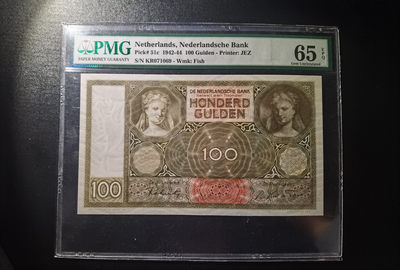 PMG
PAPER MONEY GUARANTY
Netherlands, Nederlandsche Bank
Pick# 51c 1942-44 100 Gulden - Printer: JEZ
S/N KR071069 - Wmk: Fish
65 EPQ
Gem Uncirculated
DE NEDERLANDSCHE BANK
HONDERD
GULDEN
100
100